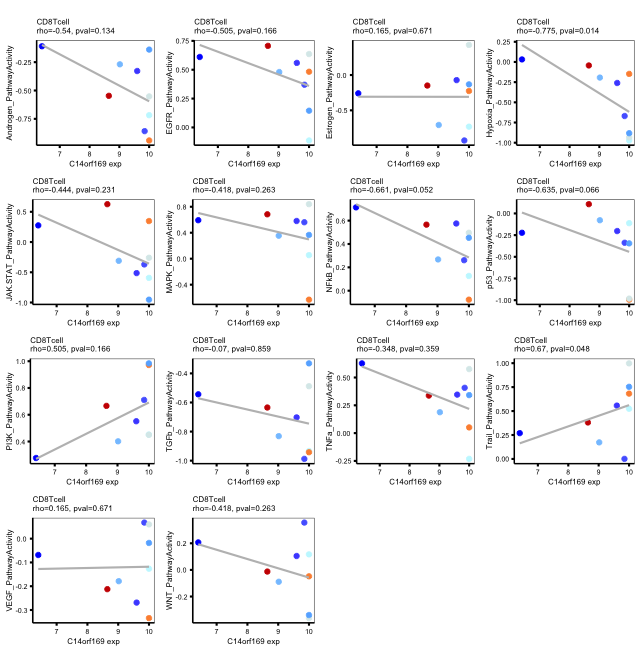 CD8Tcell
rho=-0.54, pval=0.134
Androgen_PathwayActivity
-0.25
-0.50
-0.75
7 8 9 10
C14orf169 exp
CD8Tcell
rho=-0.505, pval=0.166
EGFR_PathwayActivity
0.75
0.50
0.25
0.00
7 8 9 10
C14orf169 exp
CD8Tcell
rho=0.165, pval=0.671
Estrogen_PathwayActivity
0.0
-0.5
7 8 9 10
C14orf169 exp
CD8Tcell
rho=-0.775, pval=0.014
Hypoxia_PathwayActivity
0.25
0.00
-0.25
-0.50
-0.75
-1.00
7 8 9 10
C14orf169 exp
CD8Tcell
rho=-0.444, pval=0.231
JAK.STAT_PathwayActivity
0.5
0.0
-0.5
-1.0
7 8 9 10
C14orf169 exp
CD8Tcell
rho=-0.418, pval=0.263
MAPK_PathwayActivity
0.8
0.4
0.0
-0.4
7 8 9 10
C14orf169 exp
CD8Tcell
rho=-0.661, pval=0.052
NFkB_PathwayActivity
0.6
0.4
0.2
0.0
7 8 9 10
C14orf169 exp
CD8Tcell
rho=-0.635, pval=0.066
p53_PathwayActivity
0.00
-0.25
-0.50
-0.75
-1.00
7 8 9 10
C14orf169 exp
CD8Tcell
rho=0.505, pval=0.166
PI3K_PathwayActivity
1.0
0.8
0.6
0.4
7 8 9 10
C14orf169 exp
CD8Tcell
rho=-0.07, pval=0.859
TGFb_PathwayActivity
-0.4
-0.6
-0.8
-1.0
7 8 9 10
C14orf169 exp
CD8Tcell
rho=-0.348, pval=0.359
TNFa_PathwayActivity
0.50
0.25
0.00
-0.25
7 8 9 10
C14orf169 exp
CD8Tcell
rho=0.67, pval=0.048
Trail_PathwayActivity
1.00
0.75
0.50
0.25
0.00
7 8 9 10
C14orf169 exp
CD8Tcell
rho=0.165, pval=0.671
VEGF_PathwayActivity
0.0
-0.1
-0.2
-0.3
7 8 9 10
C14orf169 exp
CD8Tcell
rho=-0.418, pval=0.263
WNT_PathwayActivity
0.2
0.0
-0.2
7 8 9 10
C14orf169 exp